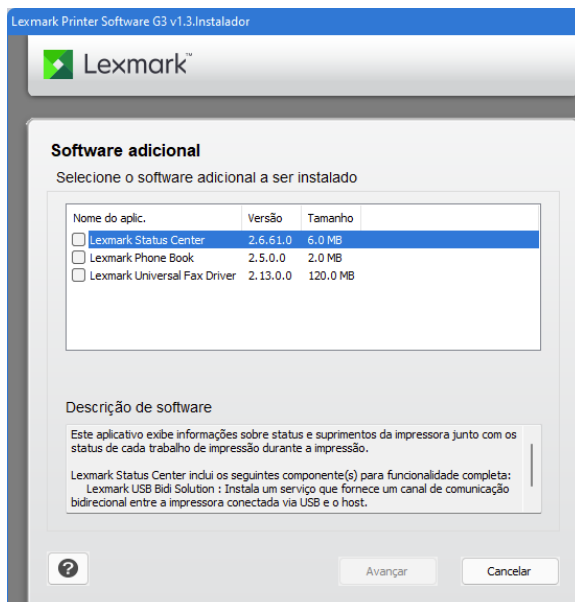 Lexmark Printer Software G3 v1.3.Instalador
Lexmark™
Software adicional
Selecione o software adicional a ser instalado
Nome do aplic. Versão Tamanho
Lexmark Status Center 2.6.61.0 6.0 MB
Lexmark Phone Book 2.5.0.0 2.0 MB
Lexmark Universal Fax Driver 2.13.0.0 120.0 MB
Descrição de software
Este aplicativo exibe informações sobre status e suprimentos da impressora junto com os
status de cada trabalho de impressão durante a impressão.
Lexmark Status Center inclui os seguintes componente(s) para funcionalidade completa:
Lexmark USB Bidi Solution : Instala um serviço que fornece um canal de comunicação
bidirecional entre a impressora conectada via USB e o host.
? Avançar Cancelar